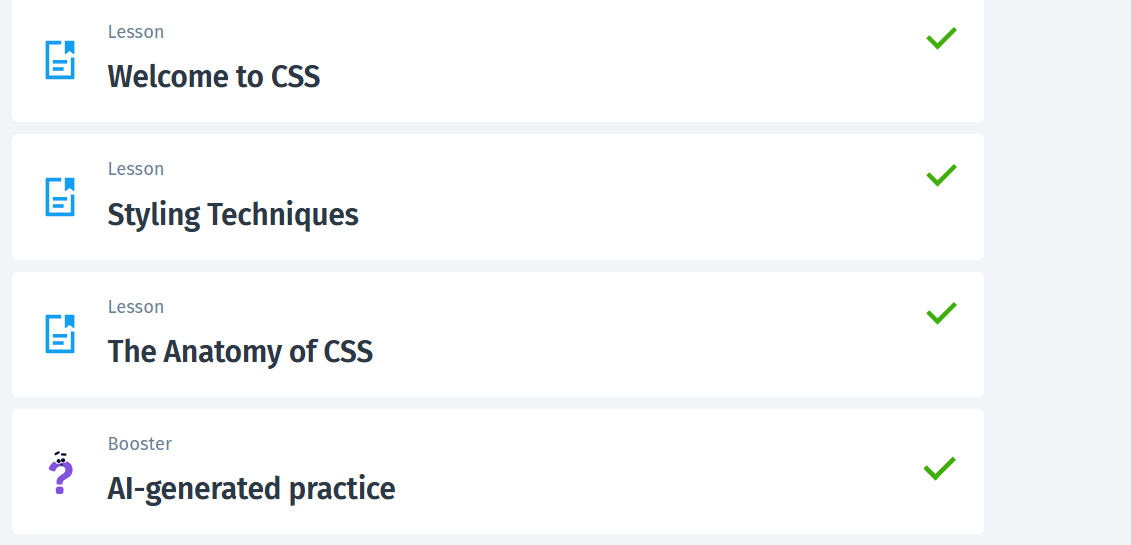 Lesson
Welcome to CSS
Lesson
Styling Techniques
Lesson
The Anatomy of CSS
Booster
AI-generated practice